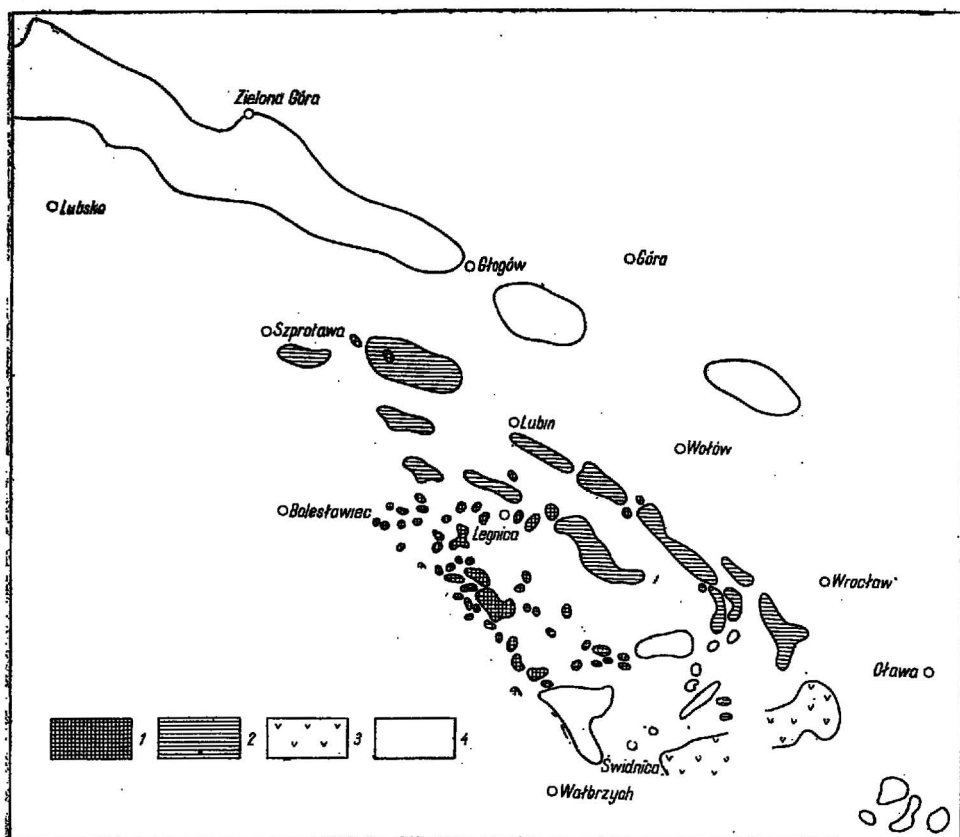 Zielona Góra
Lubsko
Głogów
Góra
Szprotawa
Lubin
Wołów
Bolesławiec
Legnica
Wrocław
Oława
1
2
3
4
Świdnica
Wałbrzych